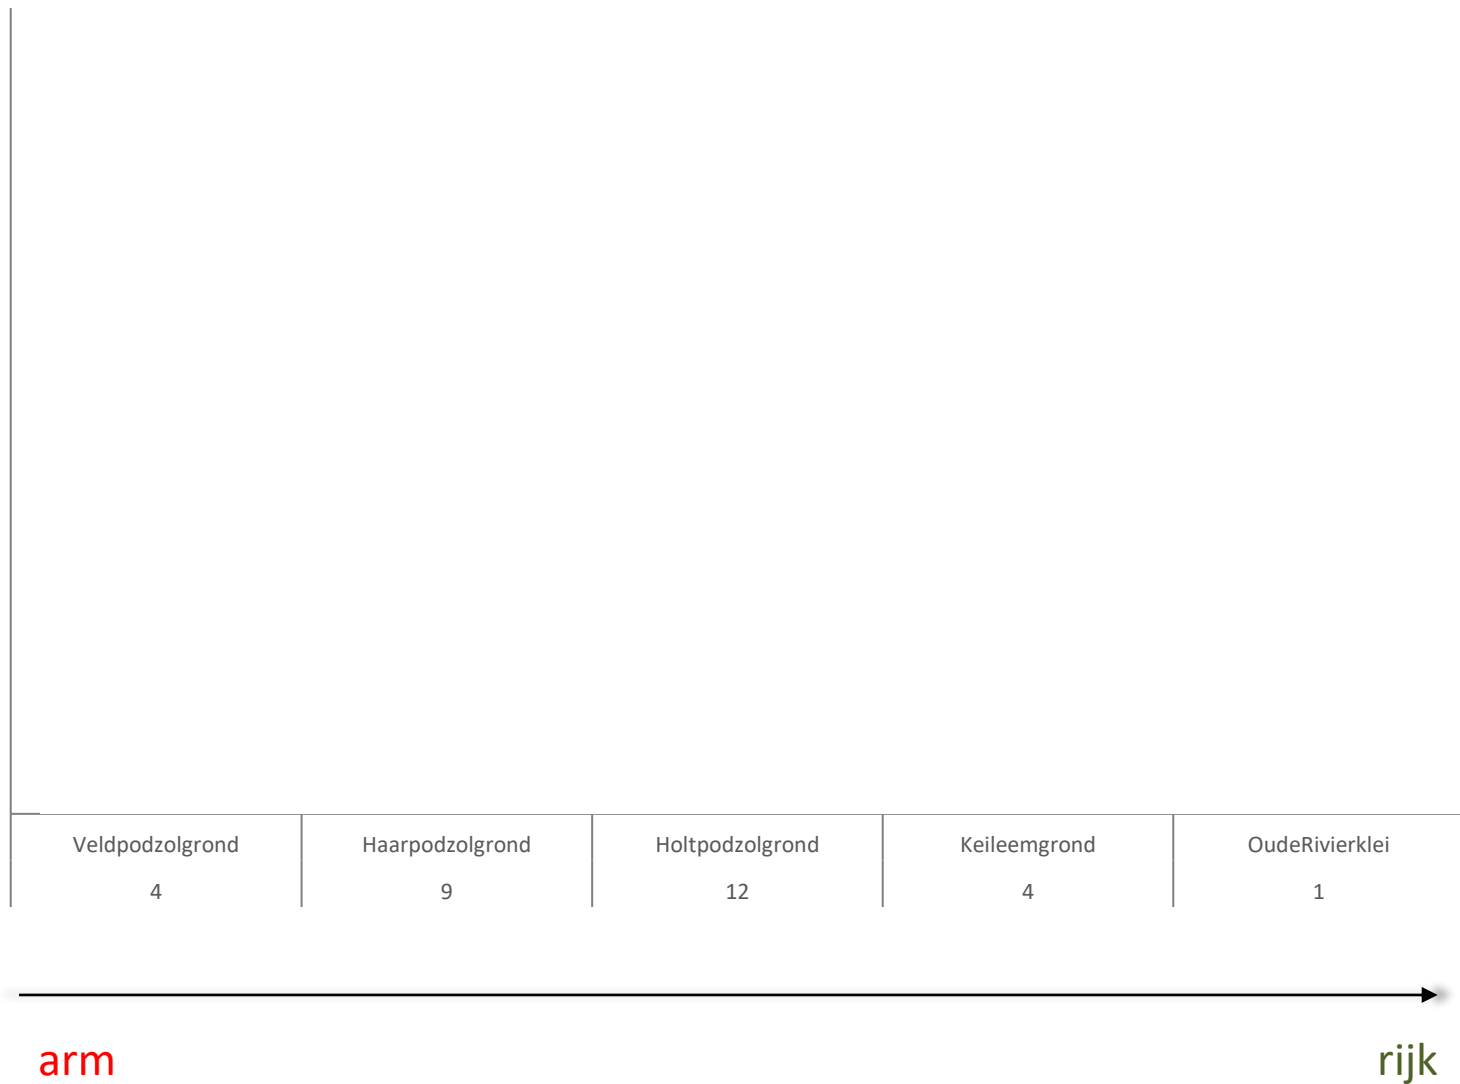 Veldpodzolgrond Haarpodzolgrond Holtpodzolgrond Keileemgrond OudeRivierklei
4 9 12 4 1
arm rijk